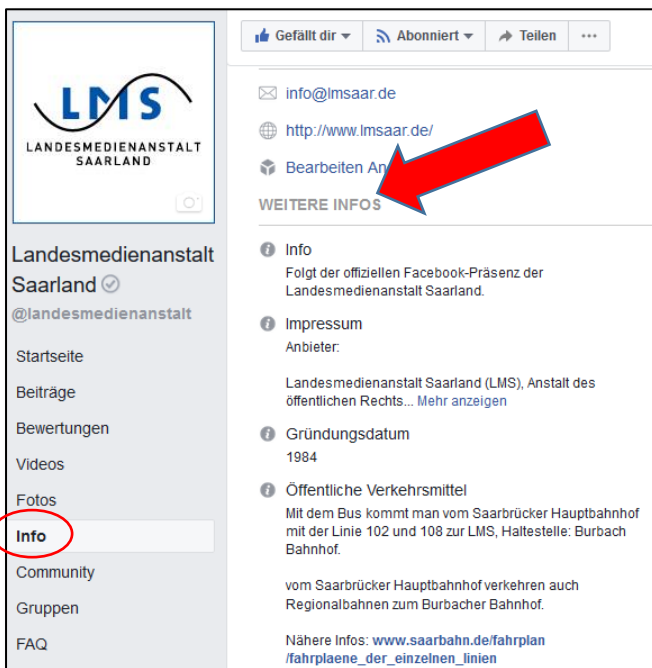 LMS
LANDESMEDIENANSTALT
SAARLAND
Landesmedienanstalt
Saarland
@landesmedienanstalt
Startseite
Beiträge
Bewertungen
Videos
Fotos
Info
Community
Gruppen
FAQ
Gefällt dir
Abonniert
Teilen
...
info@lmsaar.de
http://www.lmsaar.de/
Bearbeiten
WEITERE INFOS
Info
Folgt der offiziellen Facebook-Präsenz der
Landesmedienanstalt Saarland.
Impressum
Anbieter:
Landesmedienanstalt Saarland (LMS), Anstalt des
öffentlichen Rechts... Mehr anzeigen
Gründungsdatum
1984
Öffentliche Verkehrsmittel
Mit dem Bus kommt man vom Saarbrücker Hauptbahnhof
mit der Linie 102 und 108 zur LMS, Haltestelle: Burbach
Bahnhof.
vom Saarbrücker Hauptbahnhof verkehren auch
Regionalbahnen zum Burbacher Bahnhof.
Nähere Infos: www.saarbahn.de/fahrplan
/fahrplaene_der_einzelnen_linien